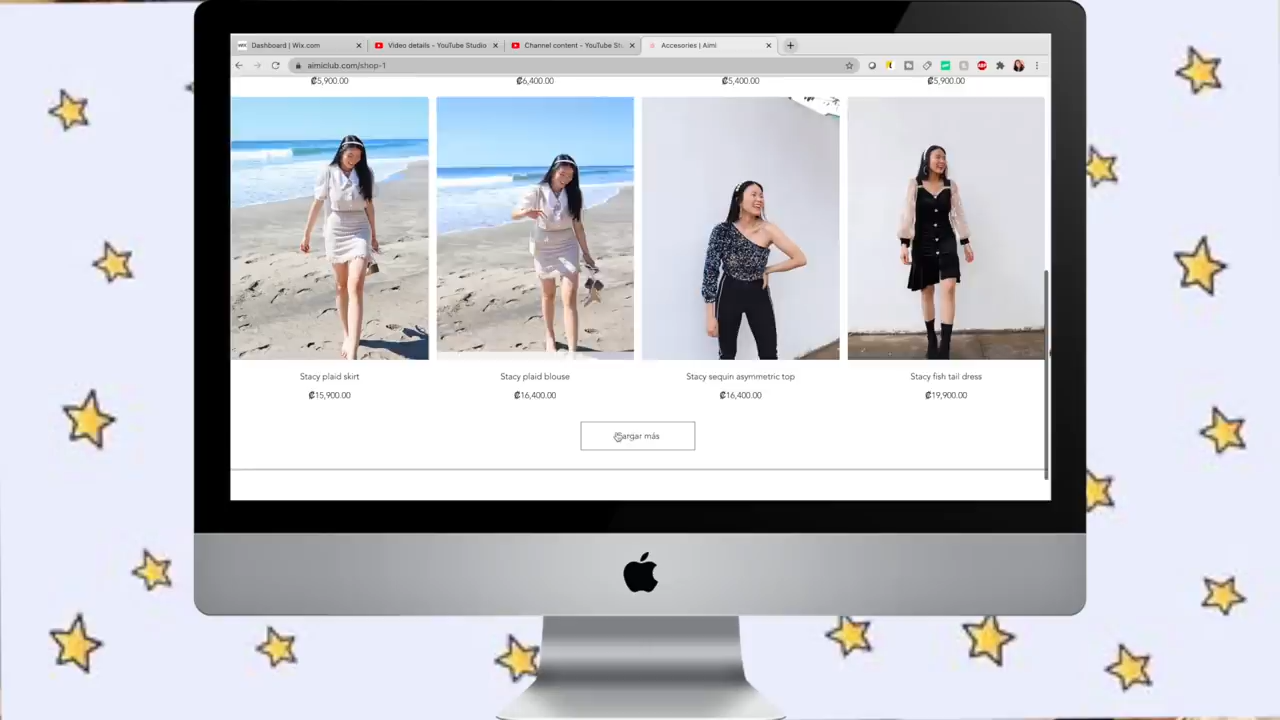 Dashboard | Wix.com
Video details - YouTube Studio
Channel content - YouTube St
Accesories | Aimi
aimiclub.com/shop-1
₡5,900.00
₡6,400.00
₡5,400.00
₡5,900.00
Stacy plaid skirt
Stacy plaid blouse
Stacy sequin asymmetric top
Stacy fish tail dress
₡15,900.00
₡16,400.00
₡16,400.00
₡19,900.00
Cargar más